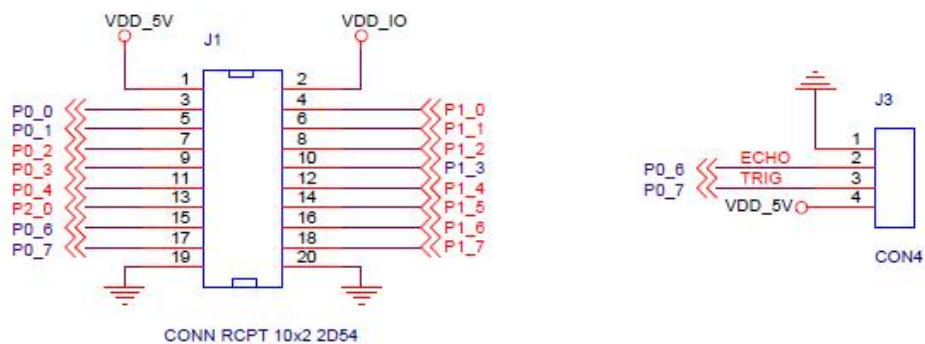 VDD_5V VDD_IO
J1
1 2
P0_0 3 4 P1_0
P0_1 5 6 P1_1
P0_2 7 8 P1_2
P0_3 9 10 P1_3
P0_4 11 12 P1_4
P2_0 13 14 P1_5
P0_6 15 16 P1_6
P0_7 17 18 P1_7
19 20
CONN RCPT 10x2 2D54
J3
1
P0_6 ECHO 2
P0_7 TRIG 3
VDD_5V 4
CON4